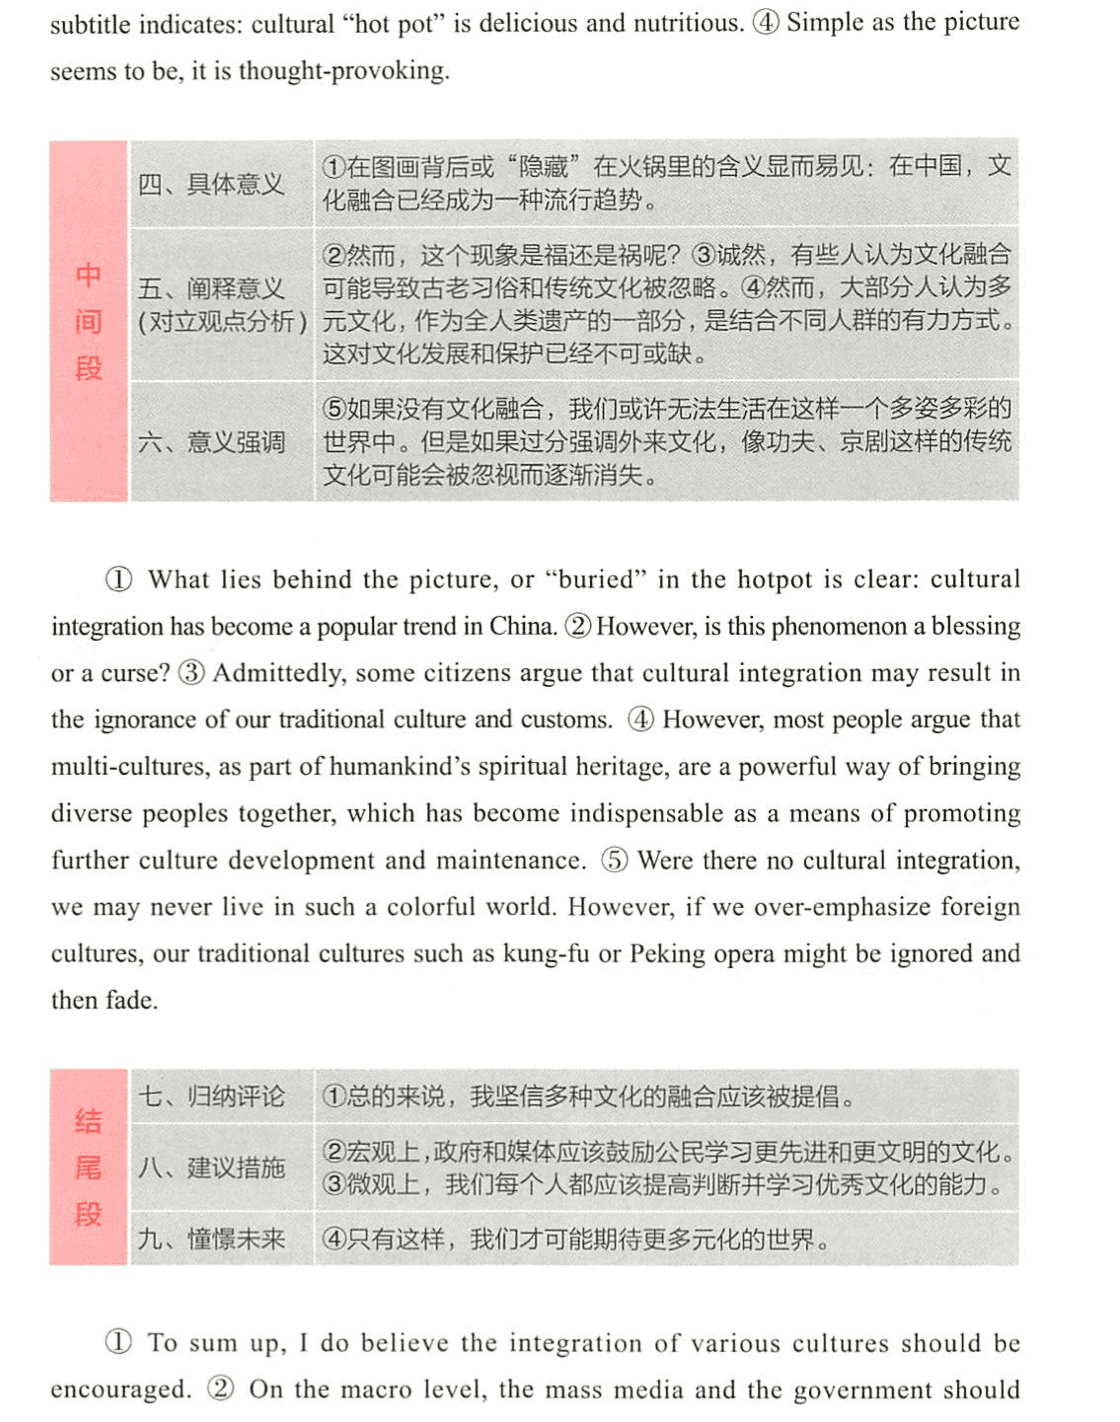 subtitle indicates: cultural “hot pot” is delicious and nutritious. ④ Simple as the picture
seems to be, it is thought-provoking.
中间段
四、具体意义
①在图画背后或“隐藏”在火锅里的含义显而易见：在中国，文
化融合已经成为一种流行趋势。
五、阐释意义
(对立观点分析)
②然而，这个现象是福还是祸呢？③诚然，有些人认为文化融合
可能导致古老习俗和传统文化被忽略。④然而，大部分人认为多
元文化，作为全人类遗产的一部分，是结合不同人群的有力方式。
这对文化发展和保护已经不可或缺。
六、意义强调
⑤如果没有文化融合，我们或许无法生活在这样一个多姿多彩的
世界中。但是如果过分强调外来文化，像功夫、京剧这样的传统
文化可能会被忽视而逐渐消失。
① What lies behind the picture, or “buried” in the hotpot is clear: cultural
integration has become a popular trend in China. ② However, is this phenomenon a blessing
or a curse? ③ Admittedly, some citizens argue that cultural integration may result in
the ignorance of our traditional culture and customs. ④ However, most people argue that
multi-cultures, as part of humankind’s spiritual heritage, are a powerful way of bringing
diverse peoples together, which has become indispensable as a means of promoting
further culture development and maintenance. ⑤ Were there no cultural integration,
we may never live in such a colorful world. However, if we over-emphasize foreign
cultures, our traditional cultures such as kung-fu or Peking opera might be ignored and
then fade.
结尾段
七、归纳评论
①总的来说，我坚信多种文化的融合应该被提倡。
八、建议措施
②宏观上，政府和媒体应该鼓励公民学习更先进和更文明的文化。
③微观上，我们每个人都应该提高判断并学习优秀文化的能力。
九、憧憬未来
④只有这样，我们才可能期待更多元化的世界。
① To sum up, I do believe the integration of various cultures should be
encouraged. ② On the macro level, the mass media and the government should